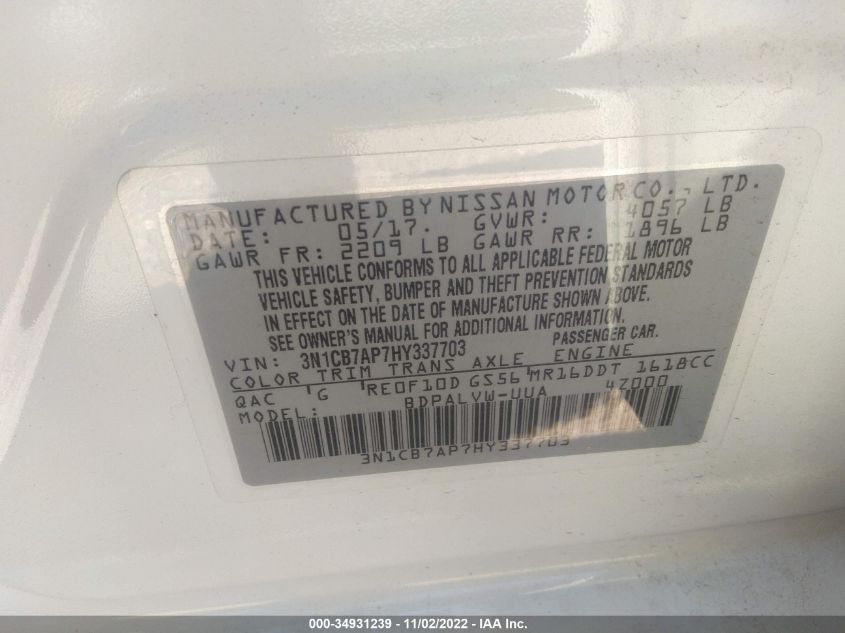 MANUFACTURED BY NISSAN MOTOR CO., LTD.
DATE: 05/17. GVWR: 4057 LB
GAWR FR: 2209 LB GAWR RR: 1896 LB
THIS VEHICLE CONFORMS TO ALL APPLICABLE FEDERAL MOTOR
VEHICLE SAFETY, BUMPER AND THEFT PREVENTION STANDARDS
IN EFFECT ON THE DATE OF MANUFACTURE SHOWN ABOVE.
SEE OWNER'S MANUAL FOR ADDITIONAL INFORMATION.
VIN: 3N1CB7AP7HY337703 PASSENGER CAR.
COLOR TRIM TRANS AXLE ENGINE
QAC G RE0F10D GS56 MR16DDT 1618CC
MODEL: BDPALVW-UUA 4Z000
3N1CB7AP7HY337703
000-34931239 - 11/02/2022 - IAA Inc.